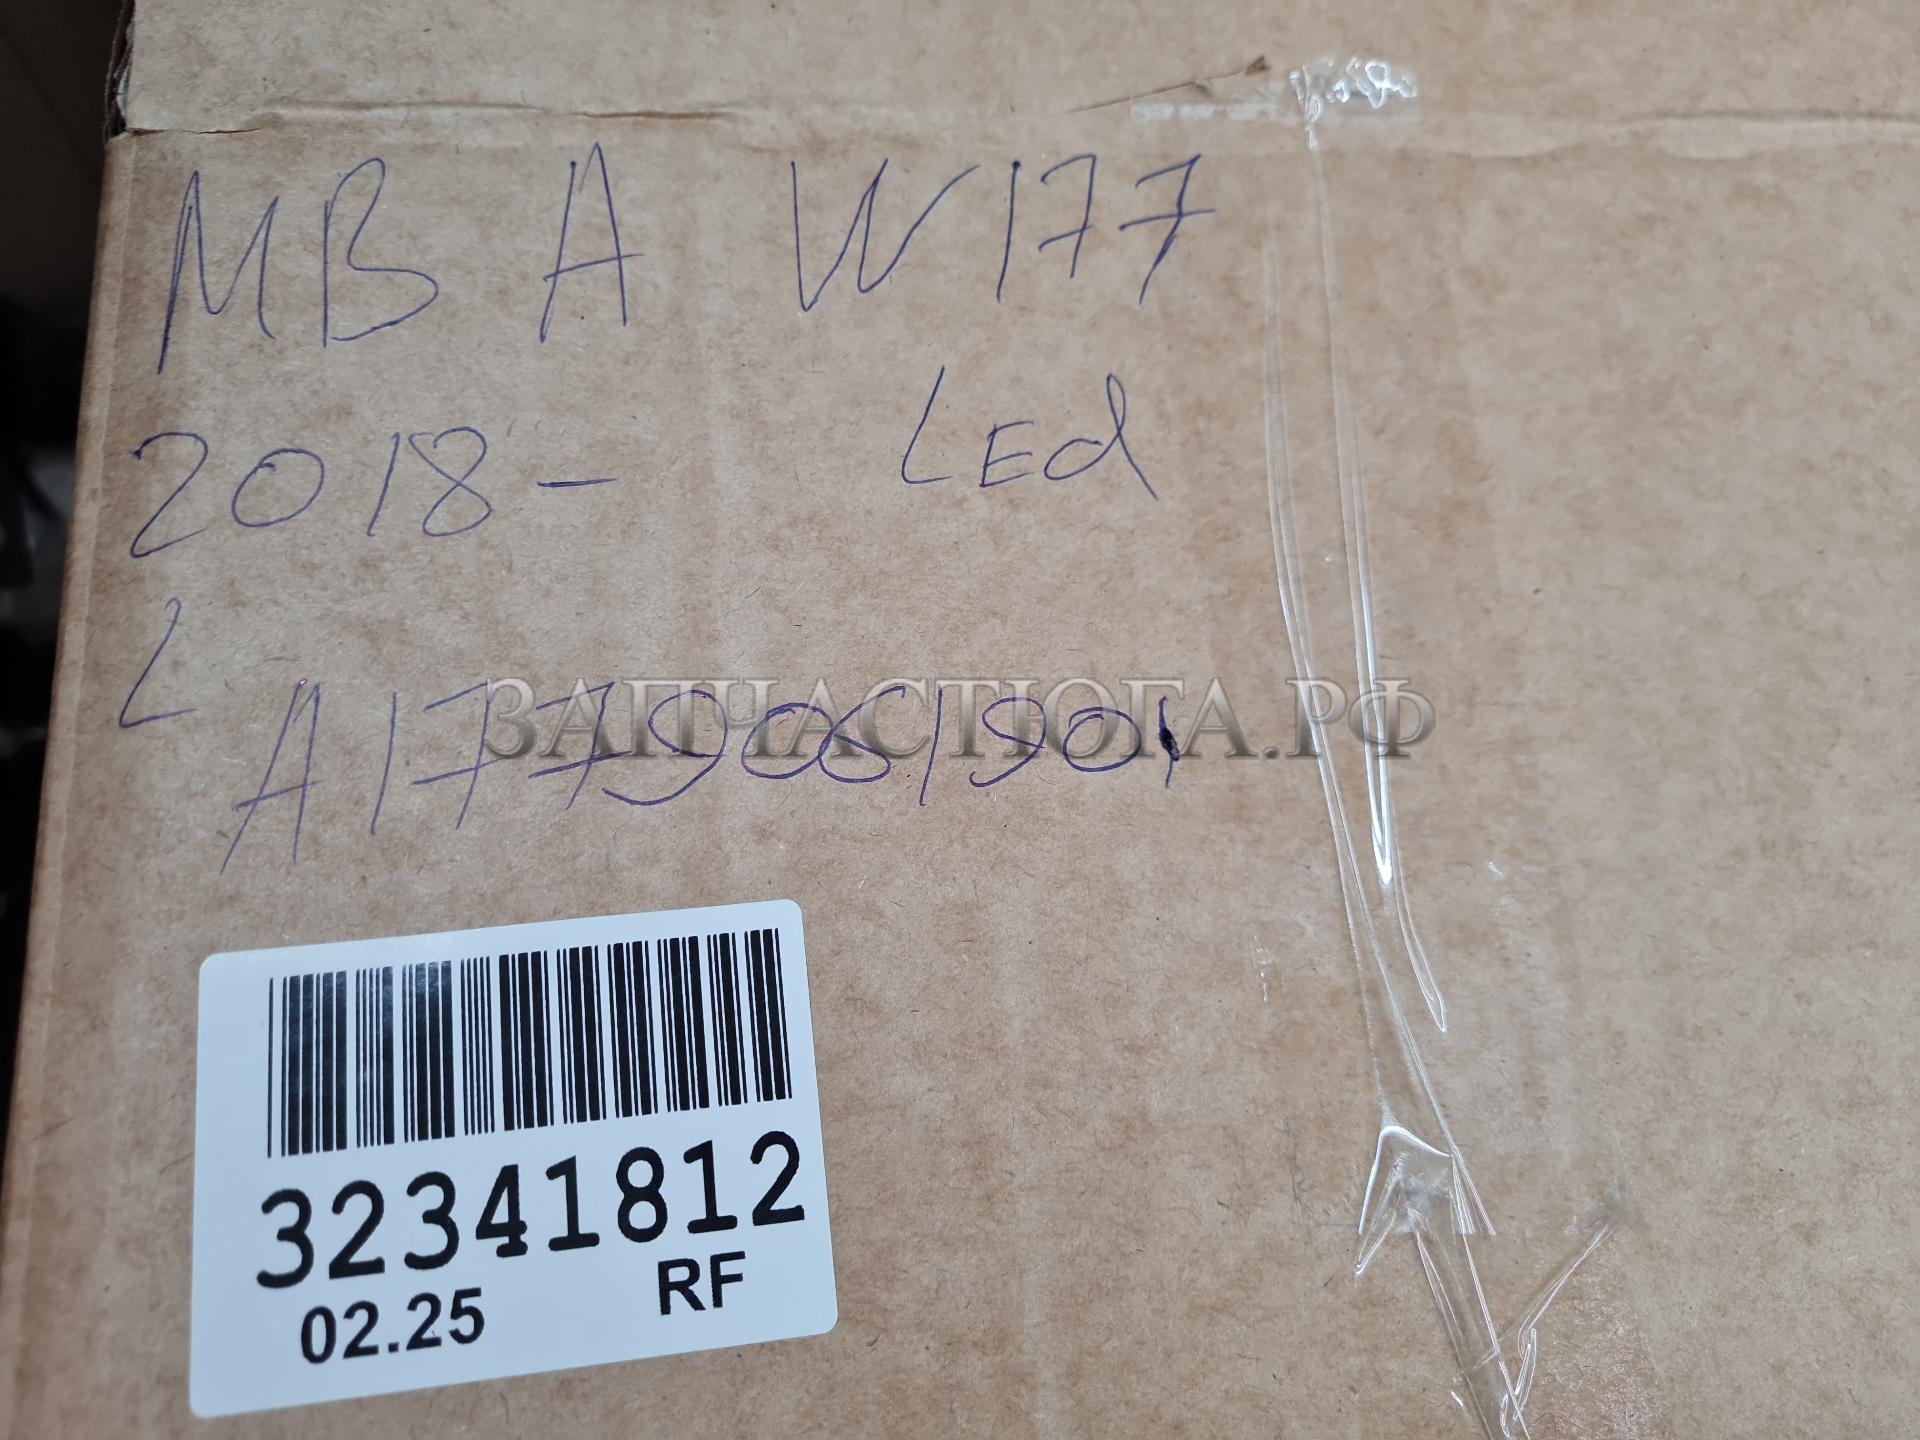 MB A W177
2018- LEd
L
A1779061901
ЗАПЧАСТЮГА.РФ
32341812
02.25 RF